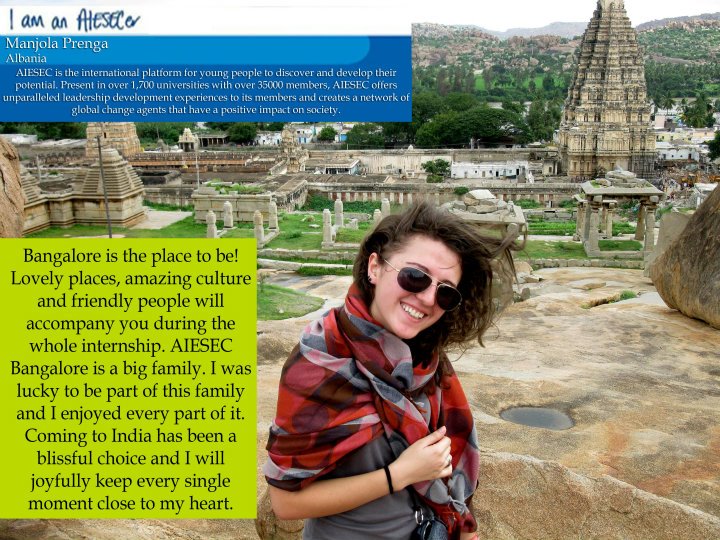 I am an AIESECer
Manjola Prenga
Albania
AIESEC is the international platform for young people to discover and develop their
potential. Present in over 1,700 universities with over 35000 members, AIESEC offers
unparalleled leadership development experiences to its members and creates a network of
global change agents that have a positive impact on society.
Bangalore is the place to be!
Lovely places, amazing culture
and friendly people will
accompany you during the
whole internship. AIESEC
Bangalore is a big family. I was
lucky to be part of this family
and I enjoyed every part of it.
Coming to India has been a
blissful choice and I will
joyfully keep every single
moment close to my heart.